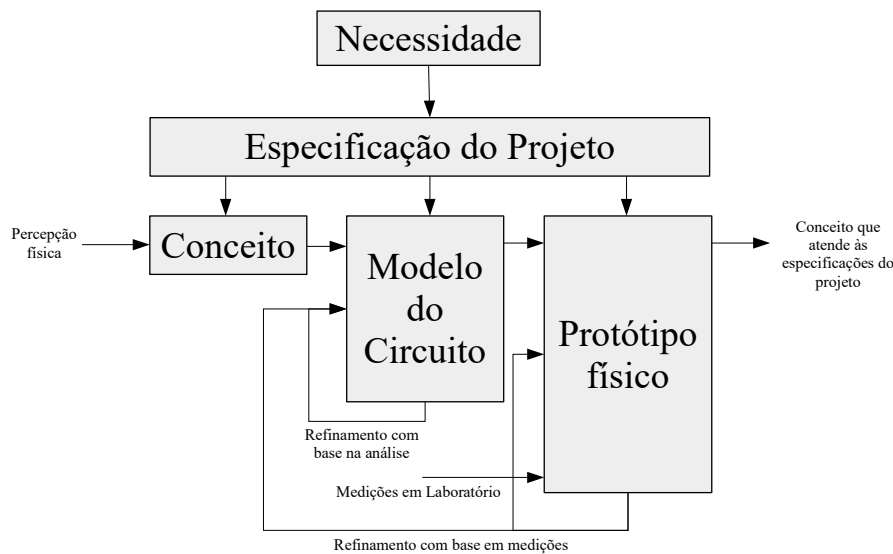 Necessidade
Especificação do Projeto
Percepção
física
Conceito
Modelo
do
Circuito
Protótipo
físico
Conceito que
atende às
especificações do
projeto
Refinamento com
base na análise
Medições em Laboratório
Refinamento com base em medições